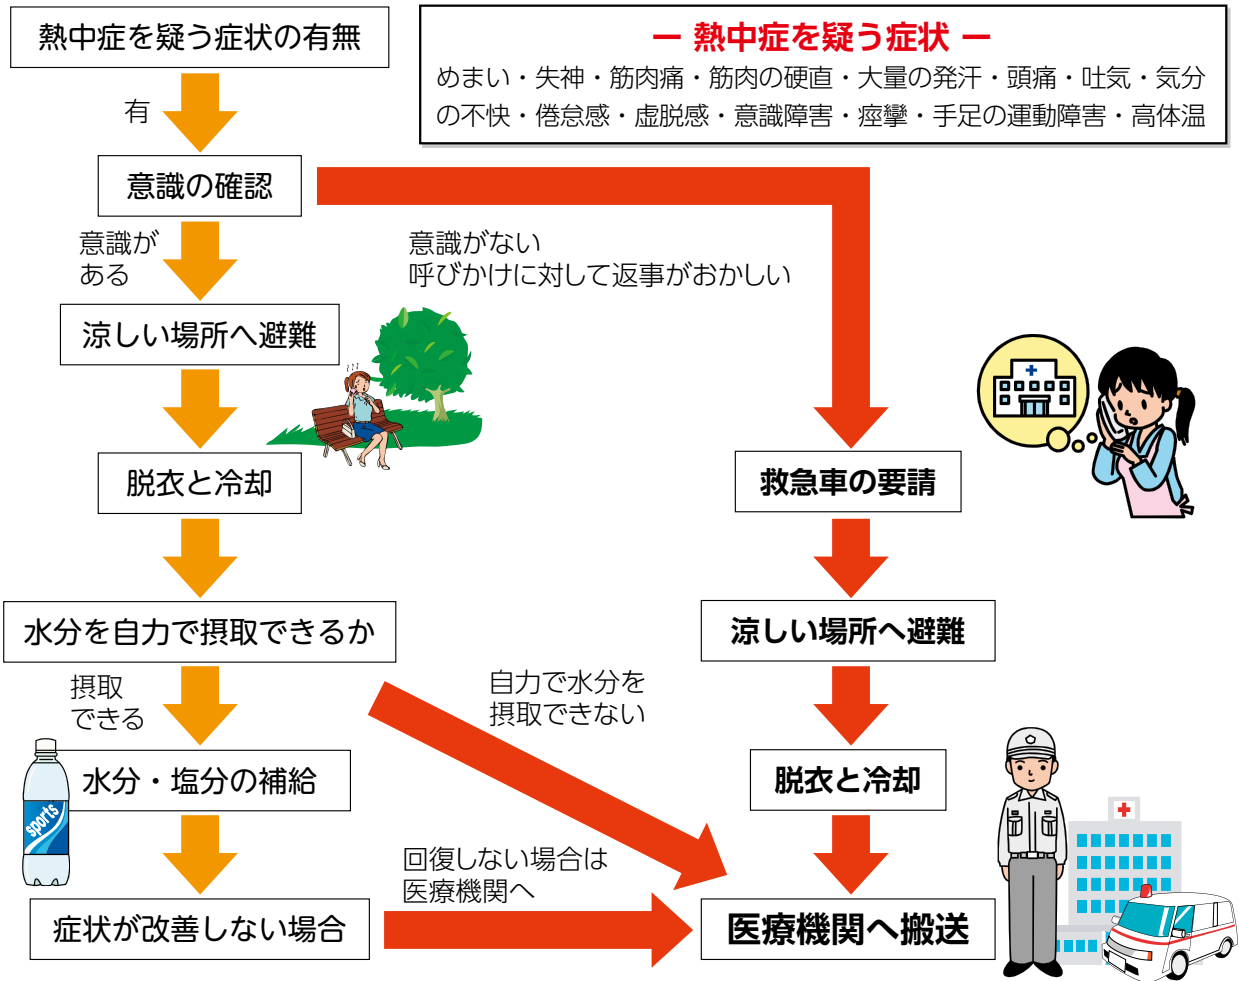 熱中症を疑う症状の有無
ー 熱中症を疑う症状 ー
めまい・失神・筋肉痛・筋肉の硬直・大量の発汗・頭痛・吐気・気分
の不快・倦怠感・虚脱感・意識障害・痙攣・手足の運動障害・高体温
有
意識の確認
意識が
ある
意識がない
呼びかけに対して返事がおかしい
涼しい場所へ避難
脱衣と冷却
救急車の要請
水分を自力で摂取できるか
涼しい場所へ避難
摂取
できる
自力で水分を
摂取できない
水分・塩分の補給
sports
脱衣と冷却
回復しない場合は
医療機関へ
症状が改善しない場合
医療機関へ搬送